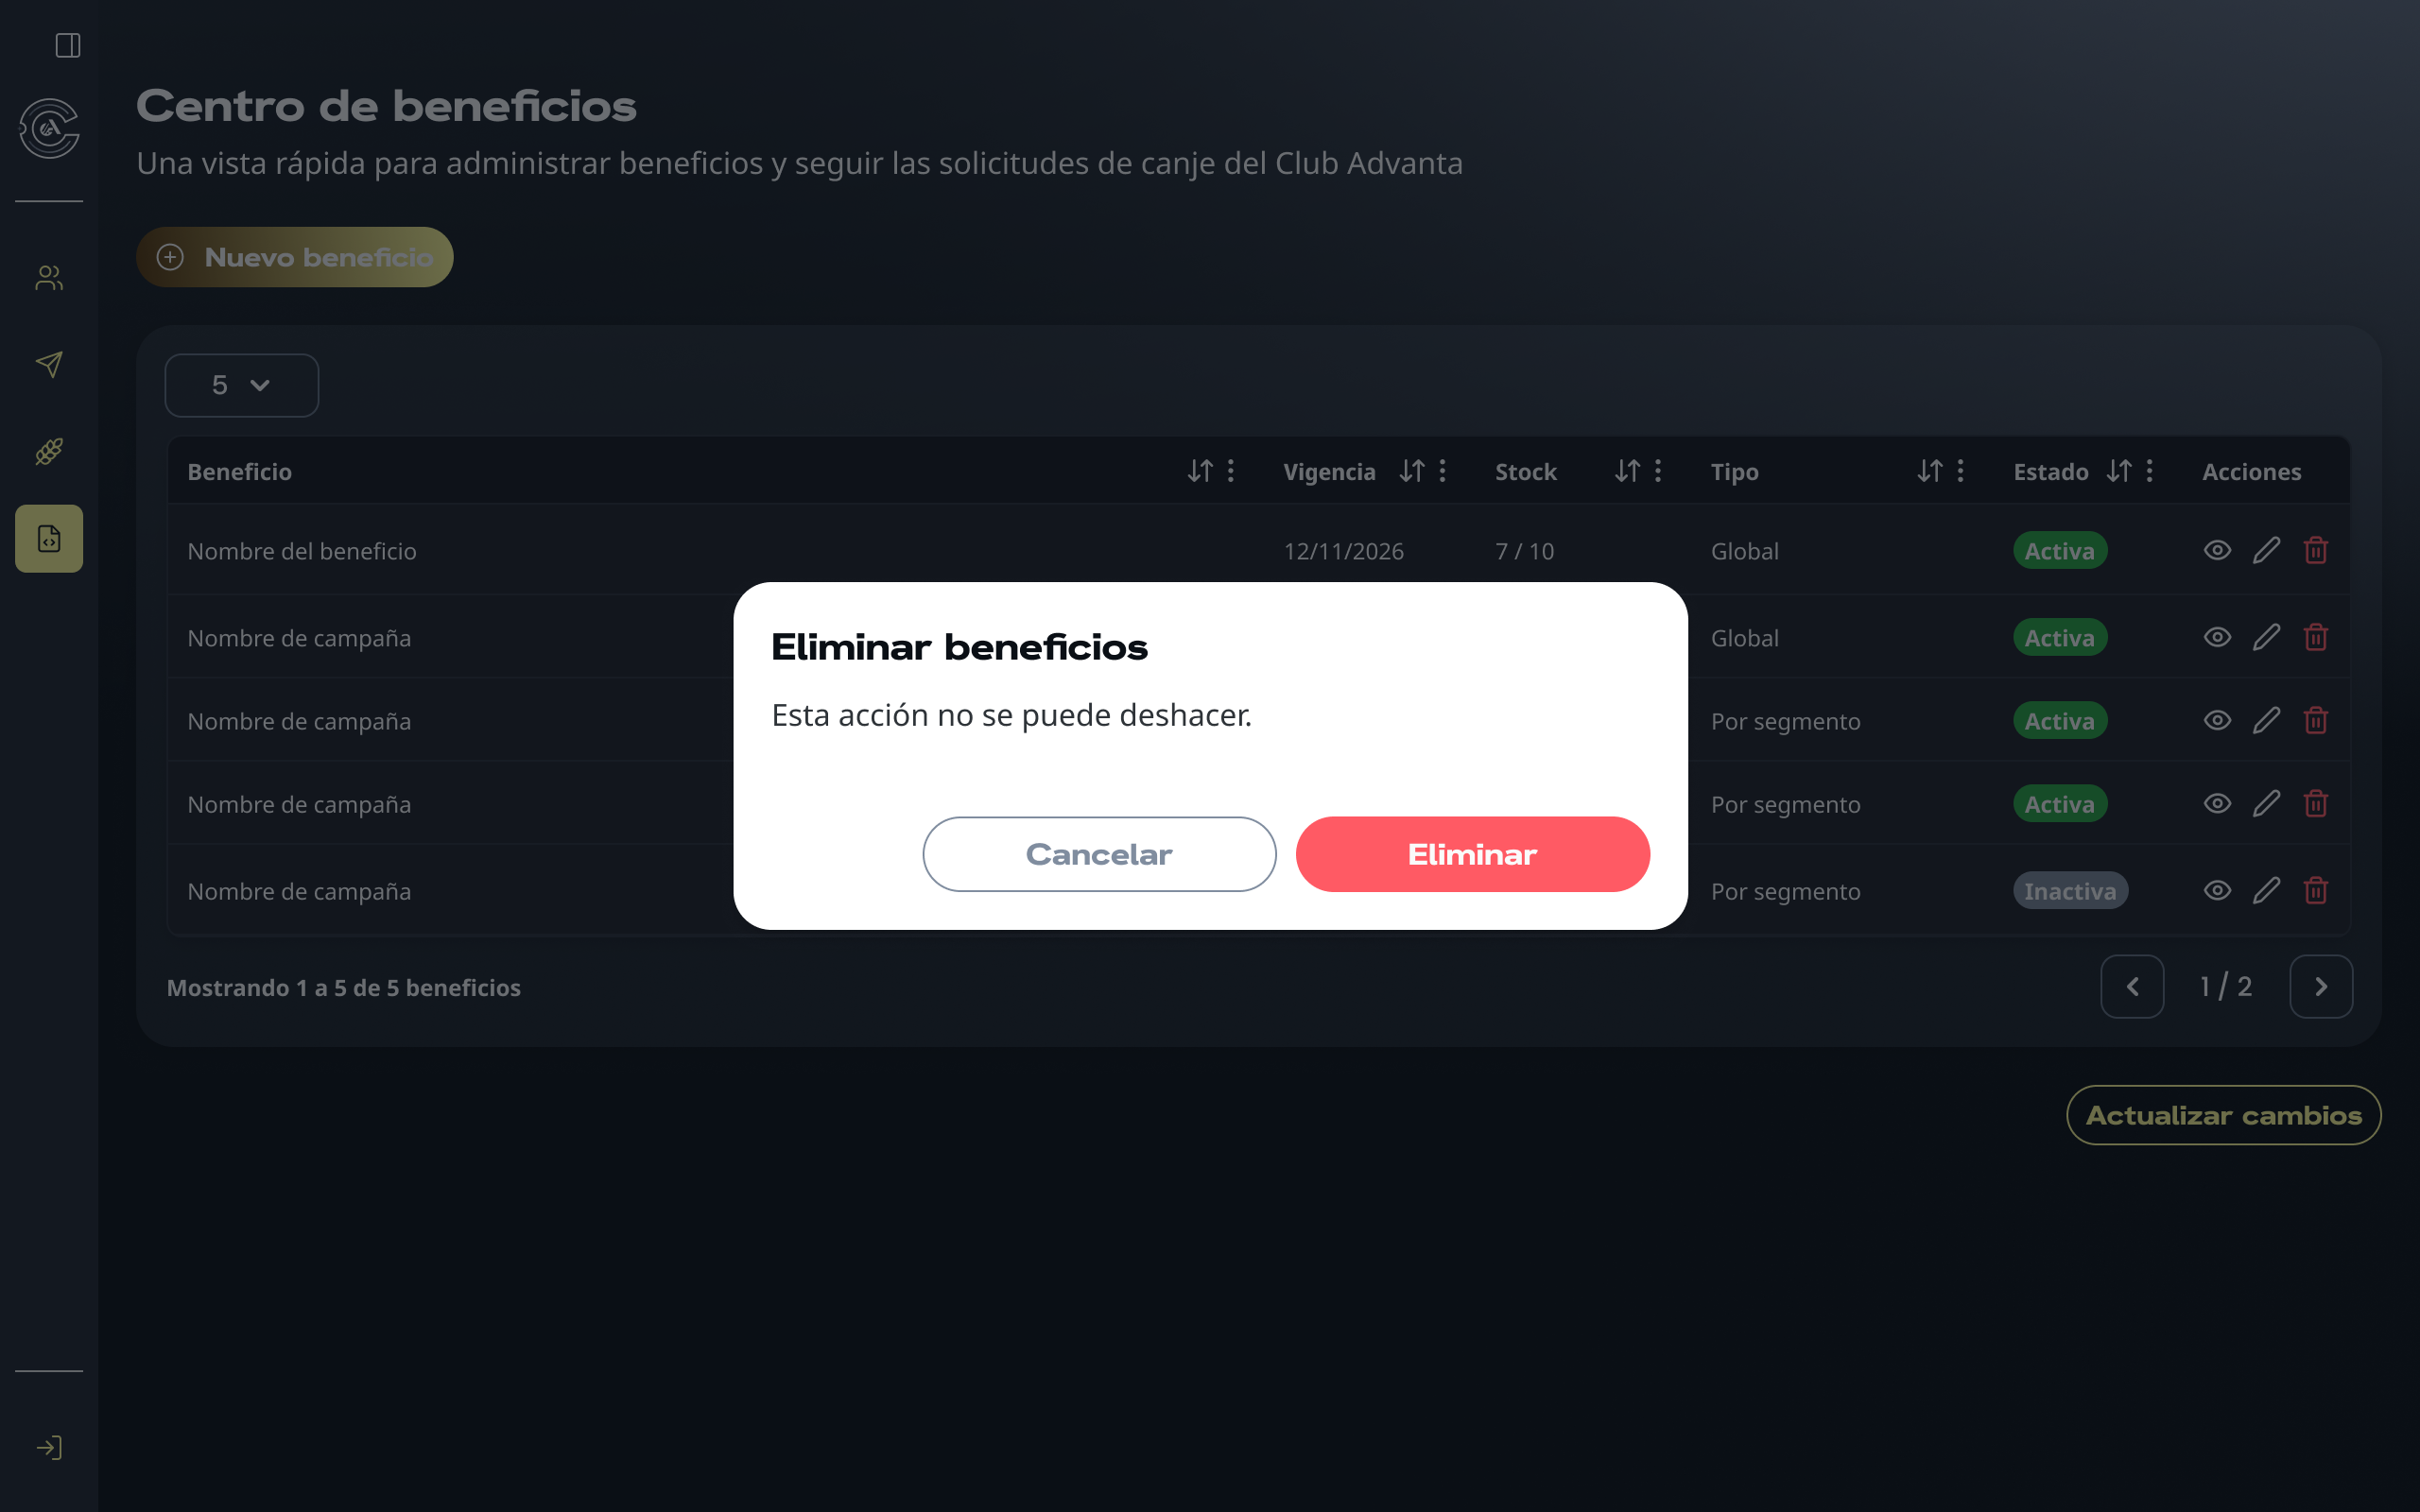 Centro de beneficios
Una vista rápida para administrar beneficios y seguir las solicitudes de canje del Club Advanta
Nuevo beneficio
5
Beneficio Vigencia Stock Tipo Estado Acciones
Nombre del beneficio 12/11/2026 7 / 10 Global Activa
Nombre de campaña Global Activa
Nombre de campaña Por segmento Activa
Nombre de campaña Por segmento Activa
Nombre de campaña Por segmento Inactiva
Eliminar beneficios
Esta acción no se puede deshacer.
Cancelar Eliminar
Mostrando 1 a 5 de 5 beneficios 1 / 2
Actualizar cambios